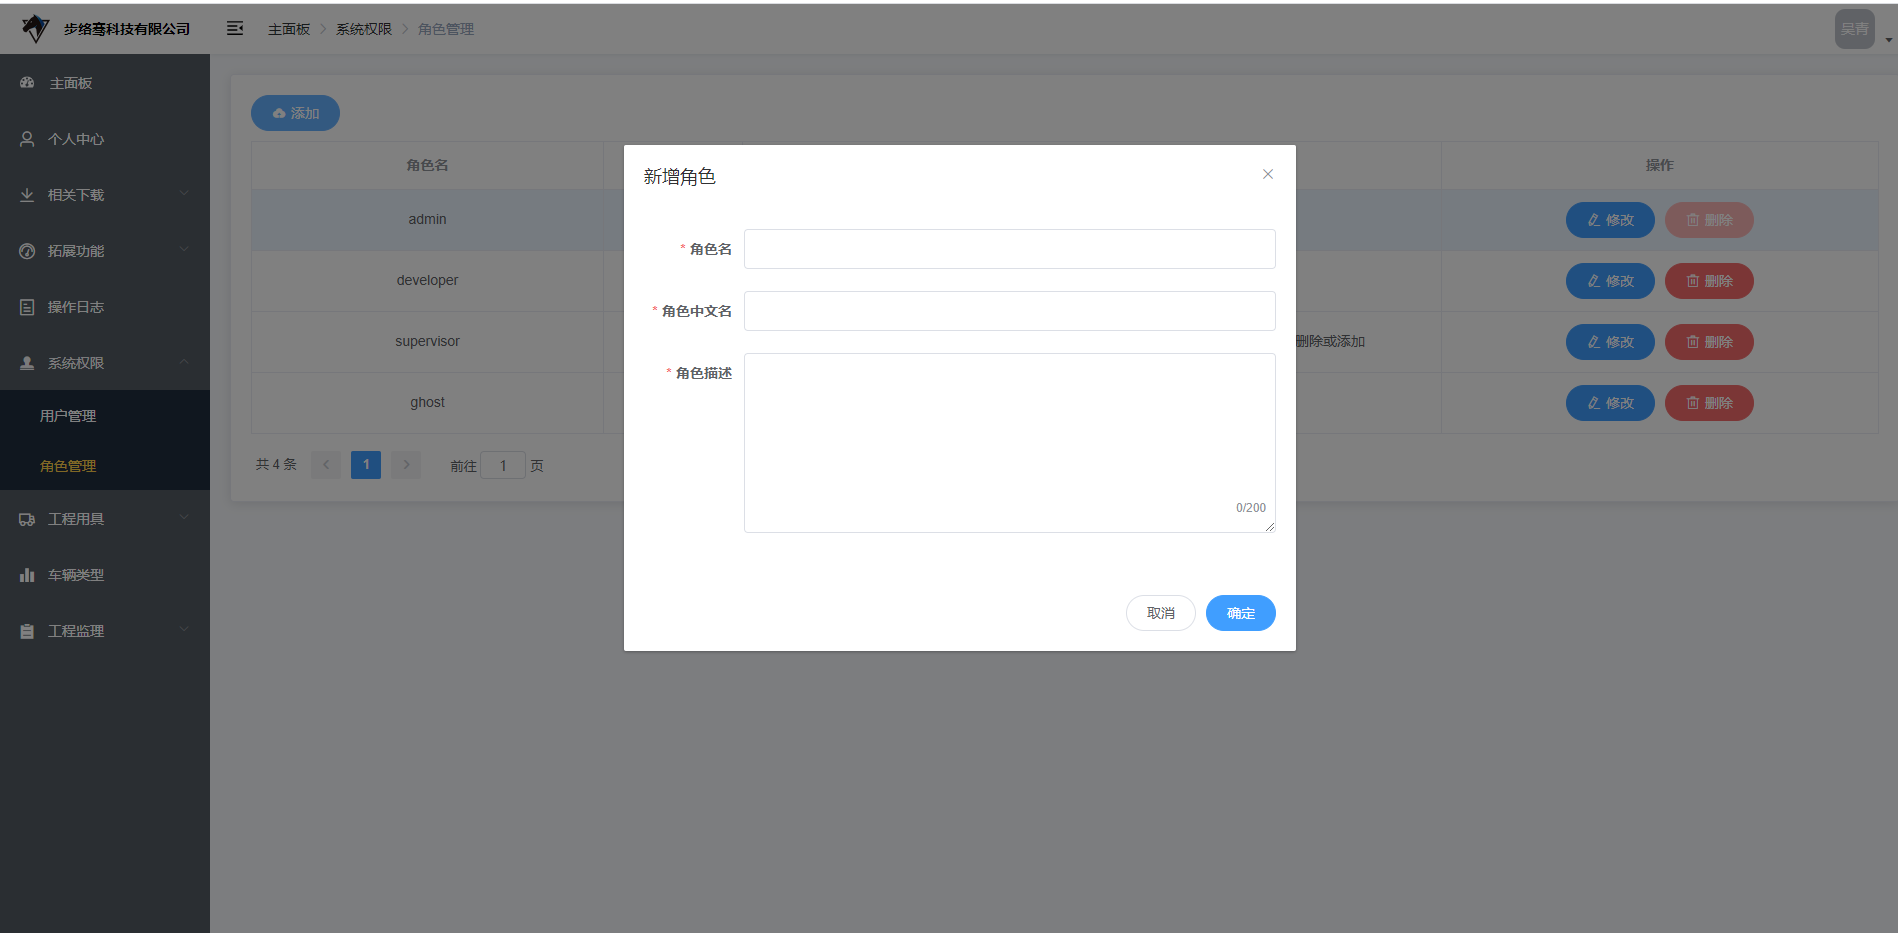 步络骞科技有限公司
主面板
系统权限
角色管理
吴青
主面板
个人中心
相关下载
拓展功能
操作日志
系统权限
用户管理
角色管理
工程用具
车辆类型
工程监理
添加
角色名
操作
admin
修改
删除
developer
修改
删除
supervisor
删除或添加
修改
删除
ghost
修改
删除
共 4 条
1
前往
1
页
新增角色
* 角色名
* 角色中文名
* 角色描述
0/200
取消
确定